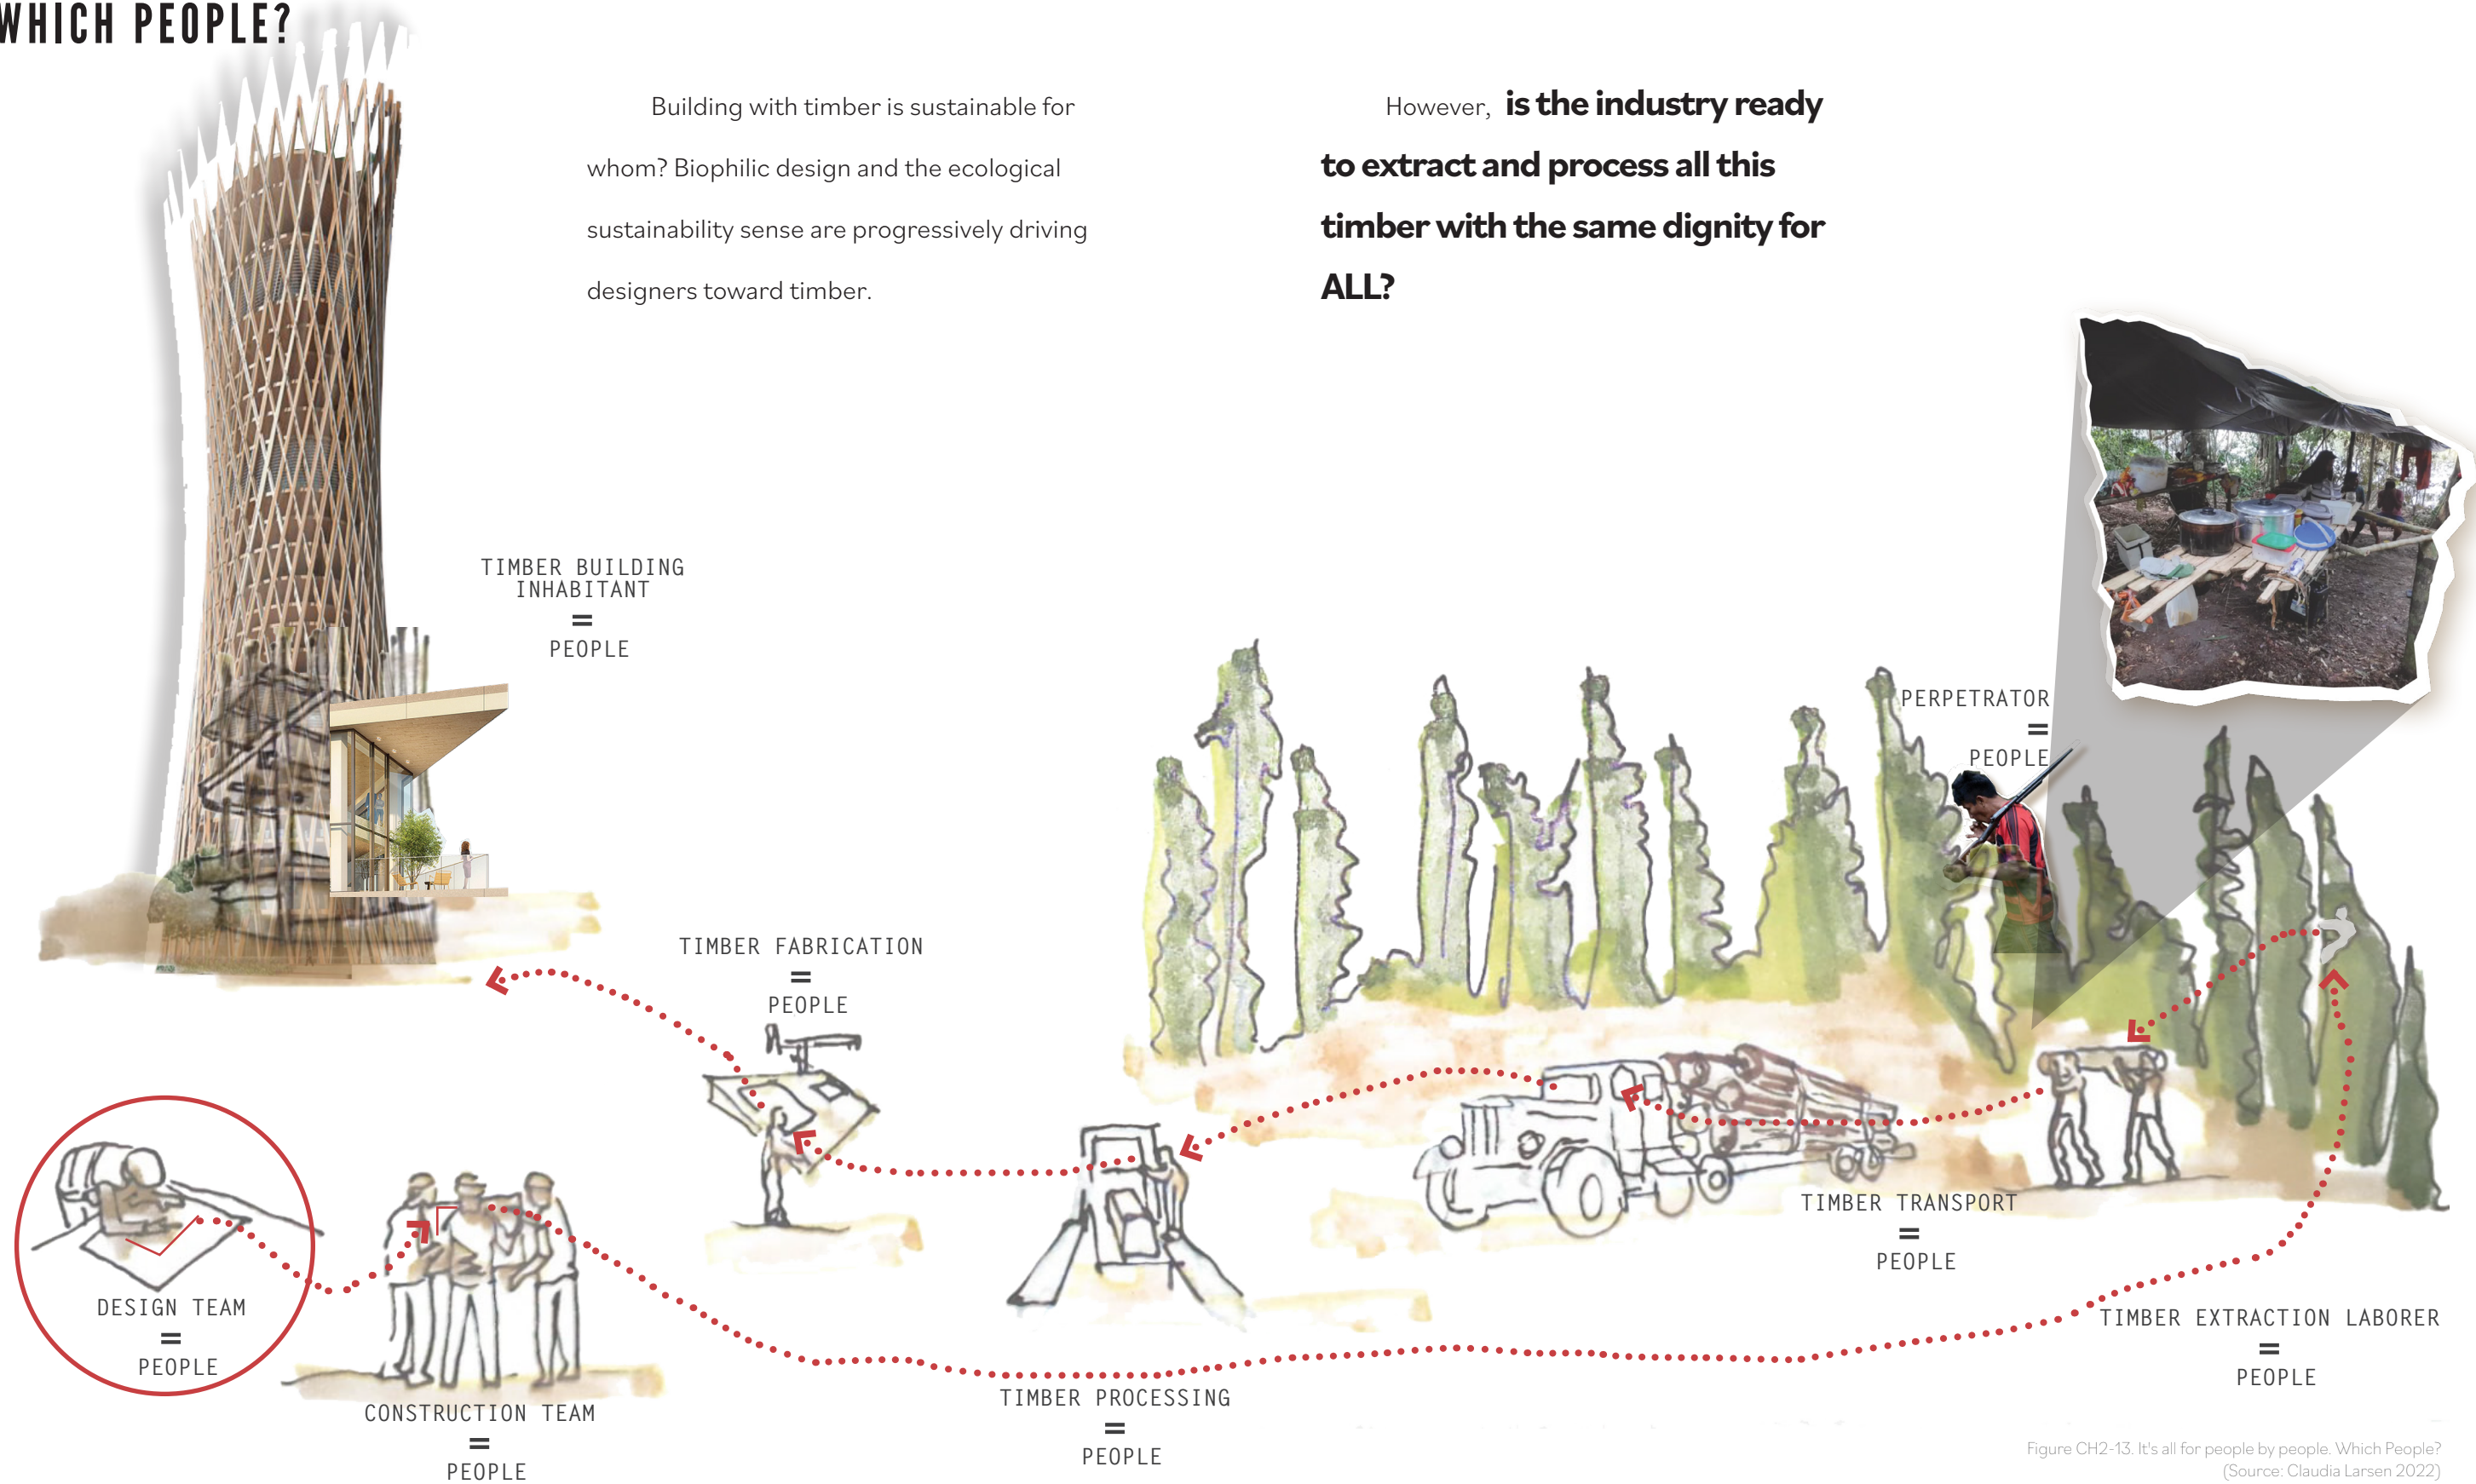 WHICH PEOPLE?
Building with timber is sustainable for
whom? Biophilic design and the ecological
sustainability sense are progressively driving
designers toward timber.
However, is the industry ready
to extract and process all this
timber with the same dignity for
ALL?
TIMBER BUILDING
INHABITANT
=
PEOPLE
PERPETRATOR
=
PEOPLE
TIMBER FABRICATION
=
PEOPLE
TIMBER TRANSPORT
=
PEOPLE
DESIGN TEAM
=
PEOPLE
TIMBER EXTRACTION LABORER
=
PEOPLE
CONSTRUCTION TEAM
=
PEOPLE
TIMBER PROCESSING
=
PEOPLE
Figure CH2-13. It's all for people by people. Which People?
(Source: Claudia Larsen 2022)